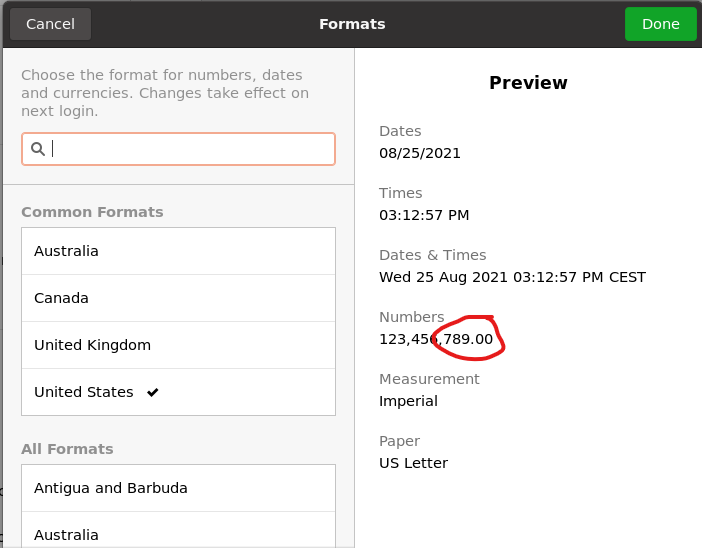 Cancel
Formats
Done
Choose the format for numbers, dates
and currencies. Changes take effect on
next login.
Common Formats
Australia
Canada
United Kingdom
United States
All Formats
Antigua and Barbuda
Australia
Preview
Dates
08/25/2021
Times
03:12:57 PM
Dates & Times
Wed 25 Aug 2021 03:12:57 PM CEST
Numbers
123,456,789.00
Measurement
Imperial
Paper
US Letter